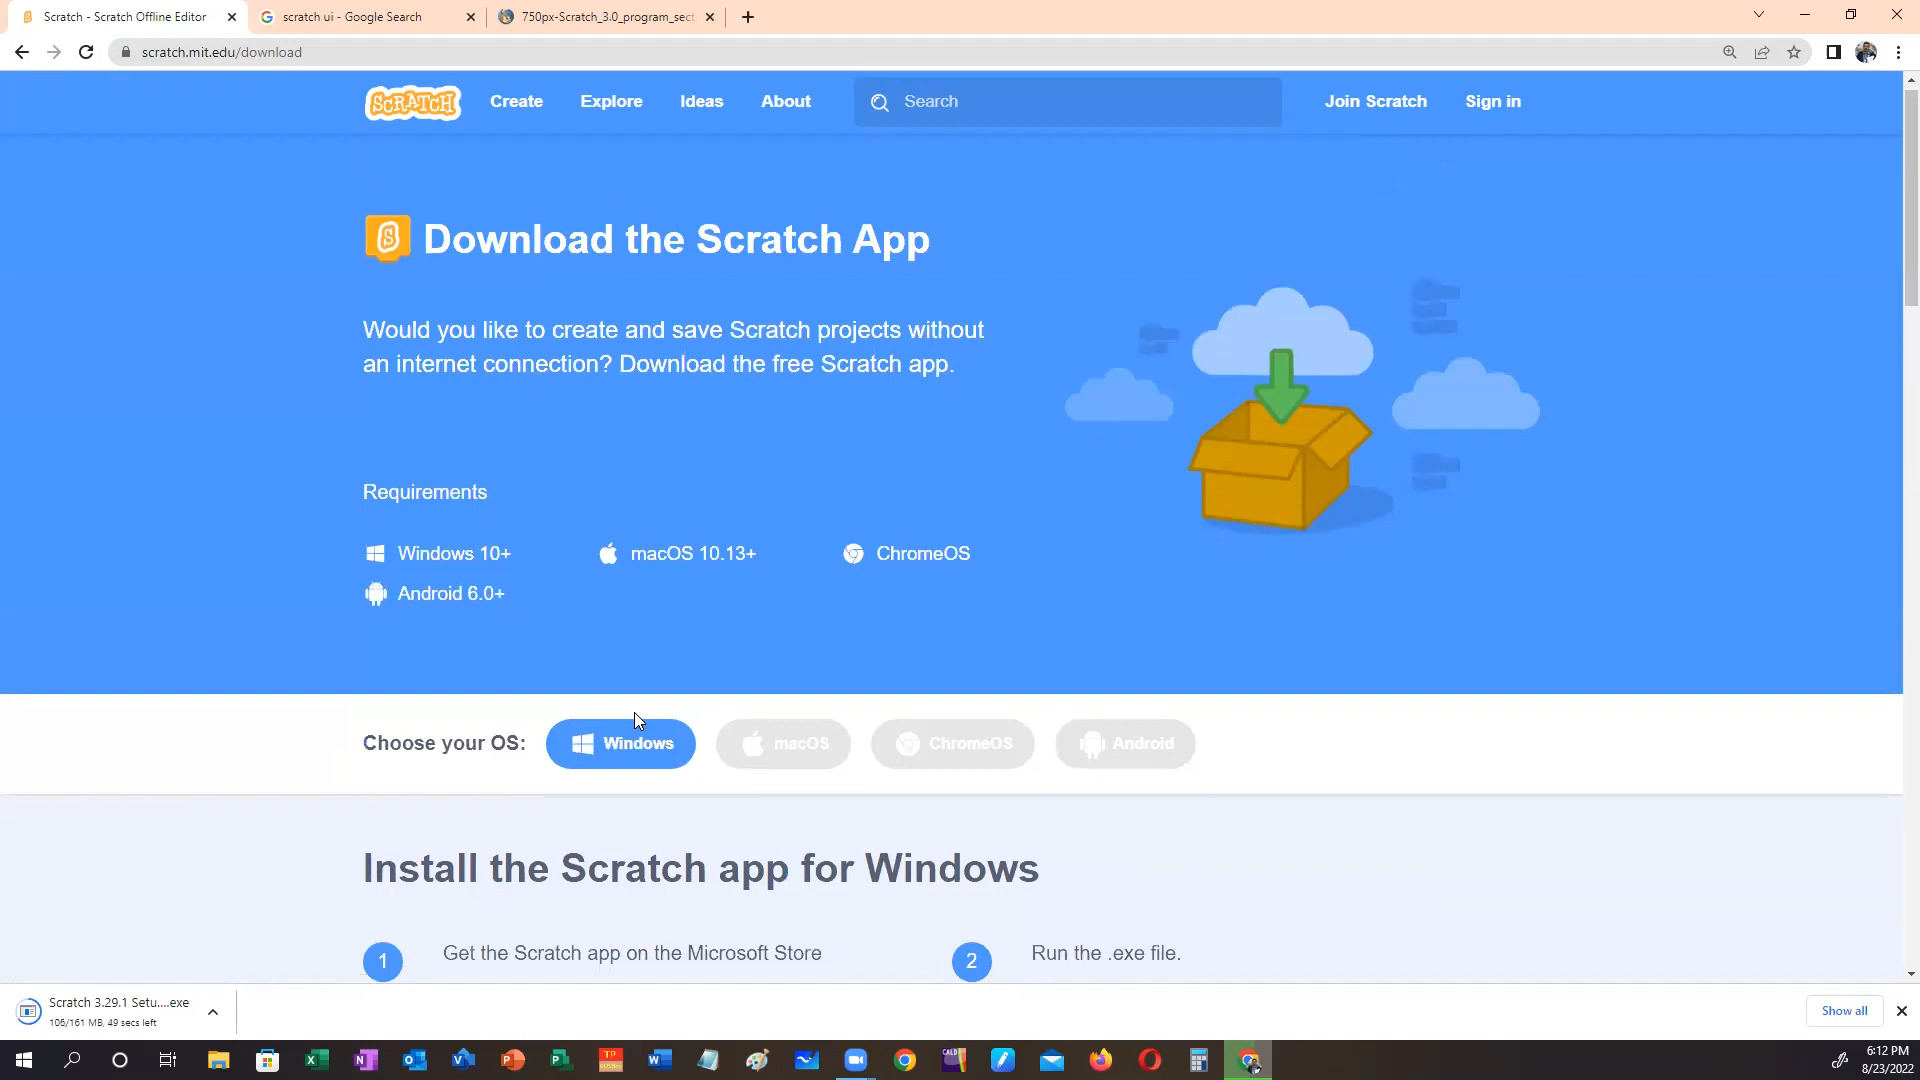 Scratch - Scratch Offline Editor
scratch ui - Google Search
750px-Scratch_3.0_program_sect
scratch.mit.edu/download
SCRATCH
Create
Explore
Ideas
About
Search
Join Scratch
Sign in
Download the Scratch App
Would you like to create and save Scratch projects without
an internet connection? Download the free Scratch app.
Requirements
Windows 10+
macOS 10.13+
ChromeOS
Android 6.0+
Choose your OS:
Windows
macOS
ChromeOS
Android
Install the Scratch app for Windows
1
Get the Scratch app on the Microsoft Store
2
Run the .exe file.
Scratch 3.29.1 Setu....exe
106/161 MB, 49 secs left
Show all
CALD
TP
6:12 PM
8/23/2022